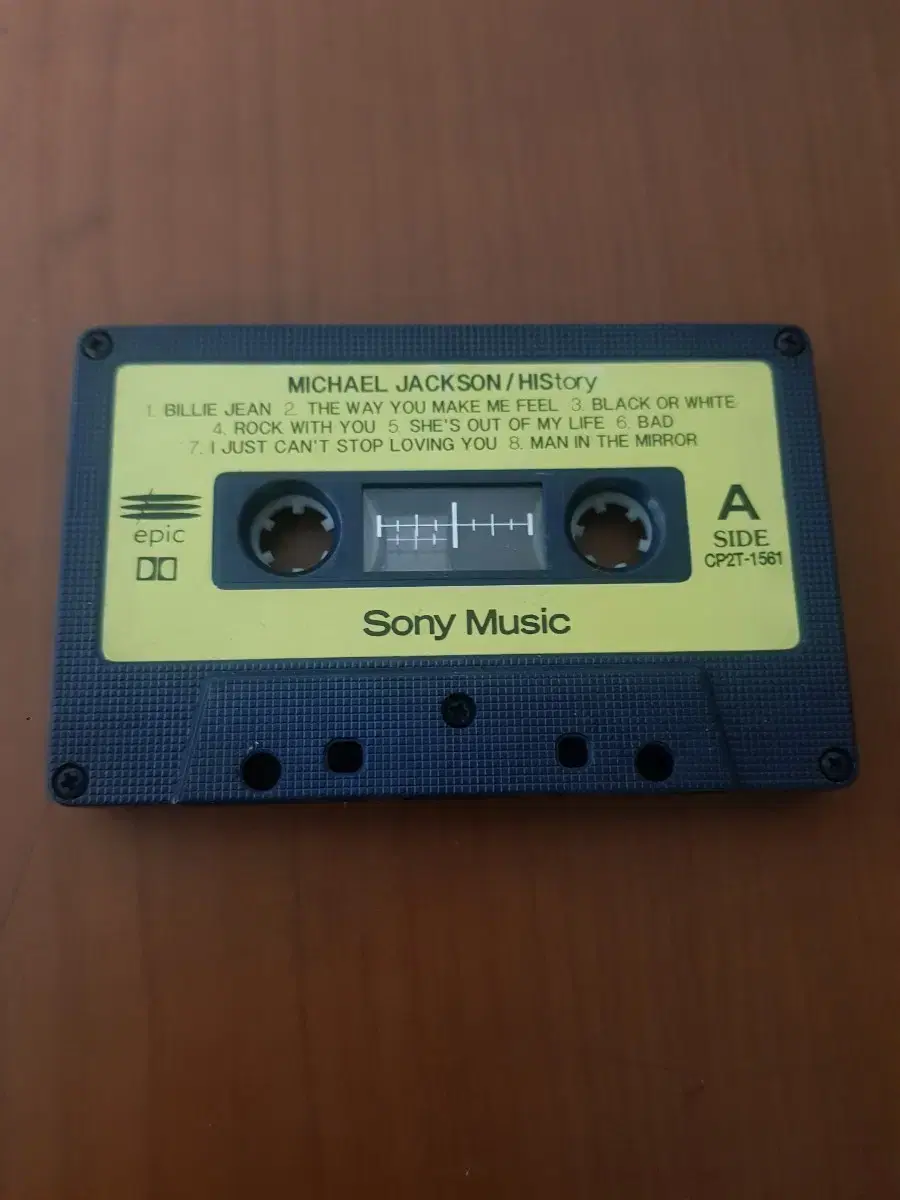 MICHAEL JACKSON/HIStory
1. BILLIE JEAN 2. THE WAY YOU MAKE ME FEEL 3. BLACK OR WHITE
4. ROCK WITH YOU 5. SHE'S OUT OF MY LIFE 6. BAD
7. I JUST CAN'T STOP LOVING YOU 8. MAN IN THE MIRROR
epic
A
SIDE
CP2T-1561
Sony Music